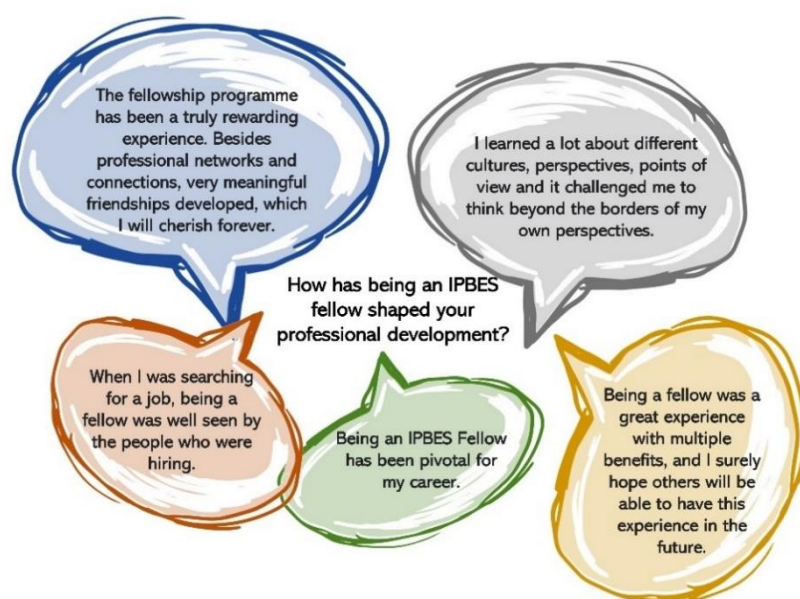 The fellowship programme
has been a truly rewarding
experience. Besides
professional networks and
connections, very meaningful
friendships developed, which
I will cherish forever.
I learned a lot about different
cultures, perspectives, points of
view and it challenged me to
think beyond the borders of my
own perspectives.
How has being an IPBES
fellow shaped your
professional development?
When I was searching
for a job, being a
fellow was well seen by
the people who were
hiring.
Being an IPBES Fellow
has been pivotal for
my career.
Being a fellow was a
great experience
with multiple
benefits, and I surely
hope others will be
able to have this
experience in the
future.